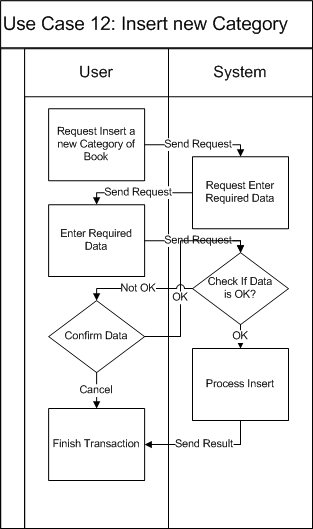 Use Case 12: Insert new Category
User
System
Request Insert a
new Category of
Book
Send Request
Request Enter
Required Data
Send Request
Enter Required
Data
Send Request
Check If Data
is OK?
Not OK
OK
Confirm Data
OK
Cancel
Process Insert
Finish Transaction
Send Result